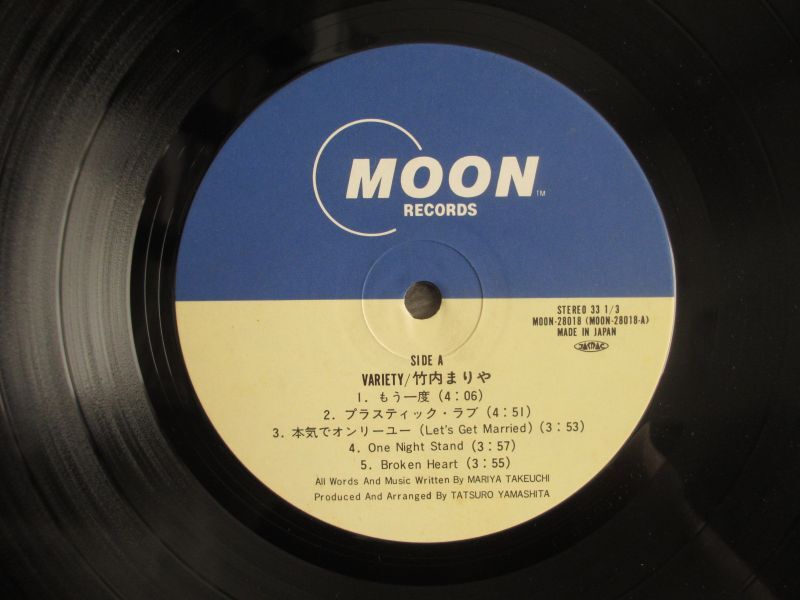 MOON TM
RECORDS
STEREO 33 1/3
MOON-28018 (MOON-28018-A)
MADE IN JAPAN
JASRAC
SIDE A
VARIETY/竹内まりや
1. もう一度 (4:06)
2. プラスティック・ラブ (4:51)
3. 本気でオンリーユー (Let's Get Married) (3:53)
4. One Night Stand (3:57)
5. Broken Heart (3:55)
All Words And Music Written By MARIYA TAKEUCHI
Produced And Arranged By TATSURO YAMASHITA